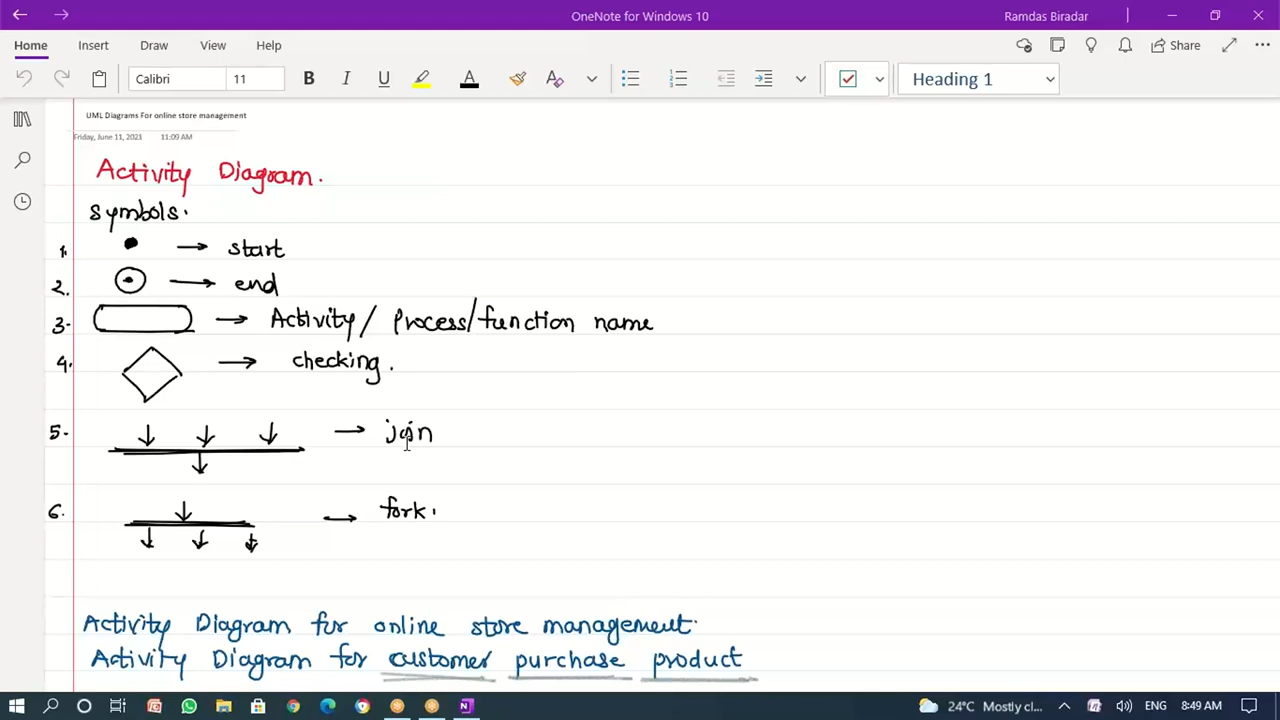 OneNote for Windows 10
Ramdas Biradar
Home Insert Draw View Help
Share
Calibri 11 B I U A Heading 1
UML Diagrams For online store management
Friday, June 11, 2021 11:09 AM
Activity Diagram.
symbols.
1. → start
2. → end
3. → Activity/ Process/function name
4. → checking.
5. → join
6. → fork.
Activity Diagram for online store management.
Activity Diagram for customer purchase product
24°C Mostly cl... ENG 8:49 AM